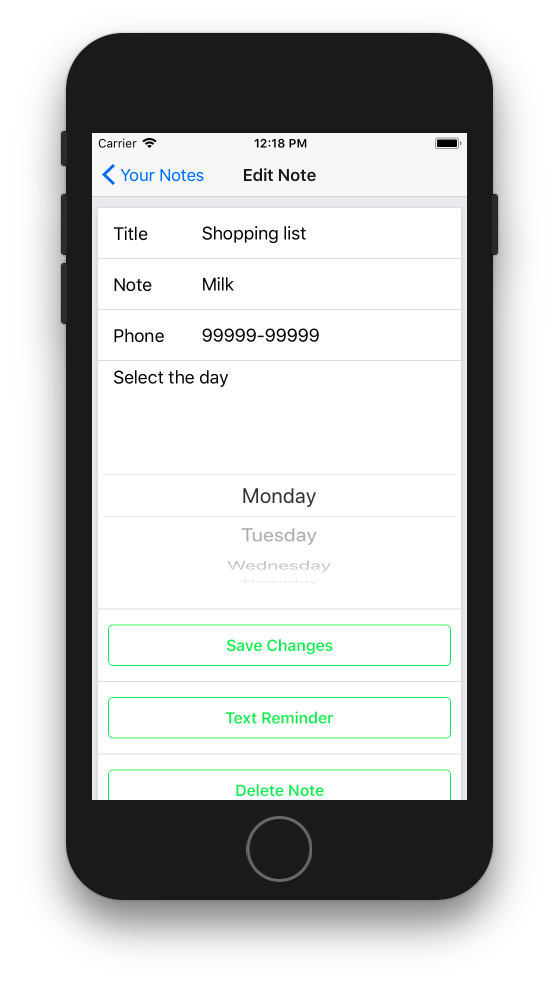 Carrier 12:18 PM
Your Notes Edit Note
Title Shopping list
Note Milk
Phone 99999-99999
Select the day
Monday
Tuesday
Wednesday
Save Changes
Text Reminder
Delete Note